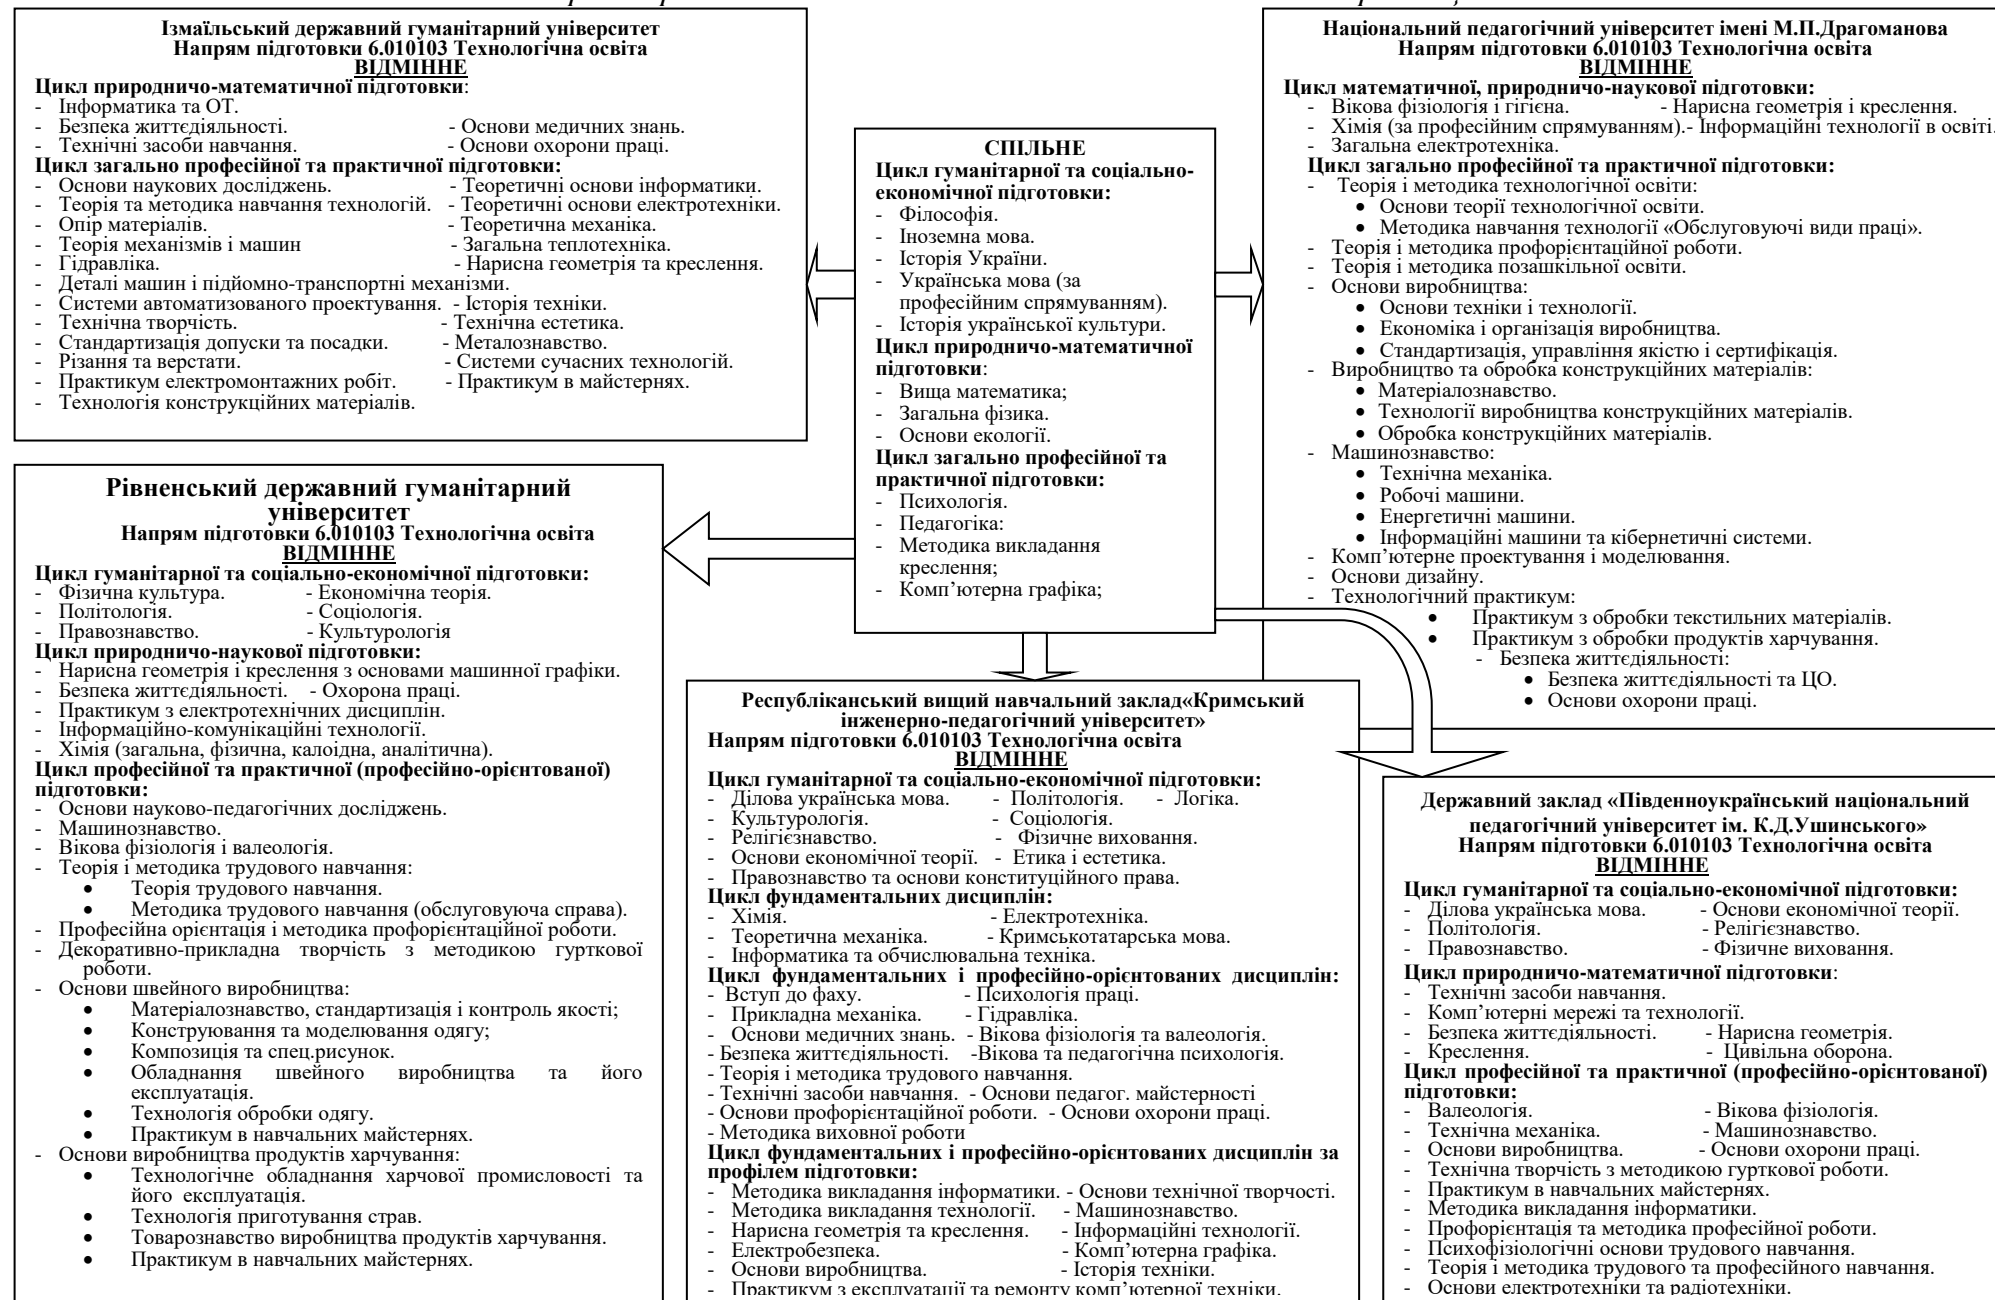 Ізмаїльський державний гуманітарний університет
Напрям підготовки 6.010103 Технологічна освіта
ВІДМІННЕ
Цикл природничо-математичної підготовки:
- Інформатика та ОТ.
- Безпека життєдіяльності. - Основи медичних знань.
- Технічні засоби навчання. - Основи охорони праці.
Цикл загально професійної та практичної підготовки:
- Основи наукових досліджень. - Теоретичні основи інформатики.
- Теорія та методика навчання технологій. - Теоретичні основи електротехніки.
- Опір матеріалів. - Теоретична механіка.
- Теорія механізмів і машин - Загальна теплотехніка.
- Гідравліка. - Нарисна геометрія та креслення.
- Деталі машин і підйомно-транспортні механізми.
- Системи автоматизованого проектування. - Історія техніки.
- Технічна творчість. - Технічна естетика.
- Стандартизація допуски та посадки. - Металознавство.
- Різання та верстати. - Системи сучасних технологій.
- Практикум електромонтажних робіт. - Практикум в майстернях.
- Технологія конструкційних матеріалів.
СПІЛЬНЕ
Цикл гуманітарної та соціально-
економічної підготовки:
- Філософія.
- Іноземна мова.
- Історія України.
- Українська мова (за
професійним спрямуванням).
- Історія української культури.
Цикл природничо-математичної
підготовки:
- Вища математика;
- Загальна фізика.
- Основи екології.
Цикл загально професійної та
практичної підготовки:
- Психологія.
- Педагогіка:
- Методика викладання
креслення;
- Комп’ютерна графіка;
Національний педагогічний університет імені М.П.Драгоманова
Напрям підготовки 6.010103 Технологічна освіта
ВІДМІННЕ
Цикл математичної, природничо-наукової підготовки:
- Вікова фізіологія і гігієна. - Нарисна геометрія і креслення.
- Хімія (за професійним спрямуванням).- Інформаційні технології в освіті.
- Загальна електротехніка.
Цикл загально професійної та практичної підготовки:
- Теорія і методика технологічної освіти:
• Основи теорії технологічної освіти.
• Методика навчання технології «Обслуговуючі види праці».
- Теорія і методика профорієнтаційної роботи.
- Теорія і методика позашкільної освіти.
- Основи виробництва:
• Основи техніки і технології.
• Економіка і організація виробництва.
• Стандартизація, управління якістю і сертифікація.
- Виробництво та обробка конструкційних матеріалів:
• Матеріалознавство.
• Технології виробництва конструкційних матеріалів.
• Обробка конструкційних матеріалів.
- Машинознавство:
• Технічна механіка.
• Робочі машини.
• Енергетичні машини.
• Інформаційні машини та кібернетичні системи.
- Комп’ютерне проектування і моделювання.
- Основи дизайну.
- Технологічний практикум:
• Практикум з обробки текстильних матеріалів.
• Практикум з обробки продуктів харчування.
- Безпека життєдіяльності:
• Безпека життєдіяльності та ЦО.
• Основи охорони праці.
Рівненський державний гуманітарний
університет
Напрям підготовки 6.010103 Технологічна освіта
ВІДМІННЕ
Цикл гуманітарної та соціально-економічної підготовки:
- Фізична культура. - Економічна теорія.
- Політологія. - Соціологія.
- Правознавство. - Культурологія
Цикл природничо-наукової підготовки:
- Нарисна геометрія і креслення з основами машинної графіки.
- Безпека життєдіяльності. - Охорона праці.
- Практикум з електротехнічних дисциплін.
- Інформаційно-комунікаційні технології.
- Хімія (загальна, фізична, калоідна, аналітична).
Цикл професійної та практичної (професійно-орієнтованої)
підготовки:
- Основи науково-педагогічних досліджень.
- Машинознавство.
- Вікова фізіологія і валеологія.
- Теорія і методика трудового навчання:
• Теорія трудового навчання.
• Методика трудового навчання (обслуговуюча справа).
- Професійна орієнтація і методика профорієнтаційної роботи.
- Декоративно-прикладна творчість з методикою гурткової
роботи.
- Основи швейного виробництва:
• Матеріалознавство, стандартизація і контроль якості;
• Конструювання та моделювання одягу;
• Композиція та спец.рисунок.
• Обладнання швейного виробництва та його
експлуатація.
• Технологія обробки одягу.
• Практикум в навчальних майстернях.
- Основи виробництва продуктів харчування:
• Технологічне обладнання харчової промисловості та
його експлуатація.
• Технологія приготування страв.
• Товарознавство виробництва продуктів харчування.
• Практикум в навчальних майстернях.
Республіканський вищий навчальний заклад«Кримський
інженерно-педагогічний університет»
Напрям підготовки 6.010103 Технологічна освіта
ВІДМІННЕ
Цикл гуманітарної та соціально-економічної підготовки:
- Ділова українська мова. - Політологія. - Логіка.
- Культурологія. - Соціологія.
- Релігієзнавство. - Фізичне виховання.
- Основи економічної теорії. - Етика і естетика.
- Правознавство та основи конституційного права.
Цикл фундаментальних дисциплін:
- Хімія. - Електротехніка.
- Теоретична механіка. - Кримськотатарська мова.
- Інформатика та обчислювальна техніка.
Цикл фундаментальних і професійно-орієнтованих дисциплін:
- Вступ до фаху. - Психологія праці.
- Прикладна механіка. - Гідравліка.
- Основи медичних знань. - Вікова фізіологія та валеологія.
- Безпека життєдіяльності. -Вікова та педагогічна психологія.
- Теорія і методика трудового навчання.
- Технічні засоби навчання. - Основи педагог. майстерності
- Основи профорієнтаційної роботи. - Основи охорони праці.
- Методика виховної роботи
Цикл фундаментальних і професійно-орієнтованих дисциплін за
профілем підготовки:
- Методика викладання інформатики. - Основи технічної творчості.
- Методика викладання технології. - Машинознавство.
- Нарисна геометрія та креслення. - Інформаційні технології.
- Електробезпека. - Комп’ютерна графіка.
- Основи виробництва. - Історія техніки.
- Практикум з експлуатації та ремонту комп’ютерної техніки.
Державний заклад «Південноукраїнський національний
педагогічний університет ім. К.Д.Ушинського»
Напрям підготовки 6.010103 Технологічна освіта
ВІДМІННЕ
Цикл гуманітарної та соціально-економічної підготовки:
- Ділова українська мова. - Основи економічної теорії.
- Політологія. - Релігієзнавство.
- Правознавство. - Фізичне виховання.
Цикл природничо-математичної підготовки:
- Технічні засоби навчання.
- Комп’ютерні мережі та технології.
- Безпека життєдіяльності. - Нарисна геометрія.
- Креслення. - Цивільна оборона.
Цикл професійної та практичної (професійно-орієнтованої)
підготовки:
- Валеологія. - Вікова фізіологія.
- Технічна механіка. - Машинознавство.
- Основи виробництва. - Основи охорони праці.
- Технічна творчість з методикою гурткової роботи.
- Практикум в навчальних майстернях.
- Методика викладання інформатики.
- Профорієнтація та методика професійної роботи.
- Психофізіологічні основи трудового навчання.
- Теорія і методика трудового та професійного навчання.
- Основи електротехніки та радіотехніки.